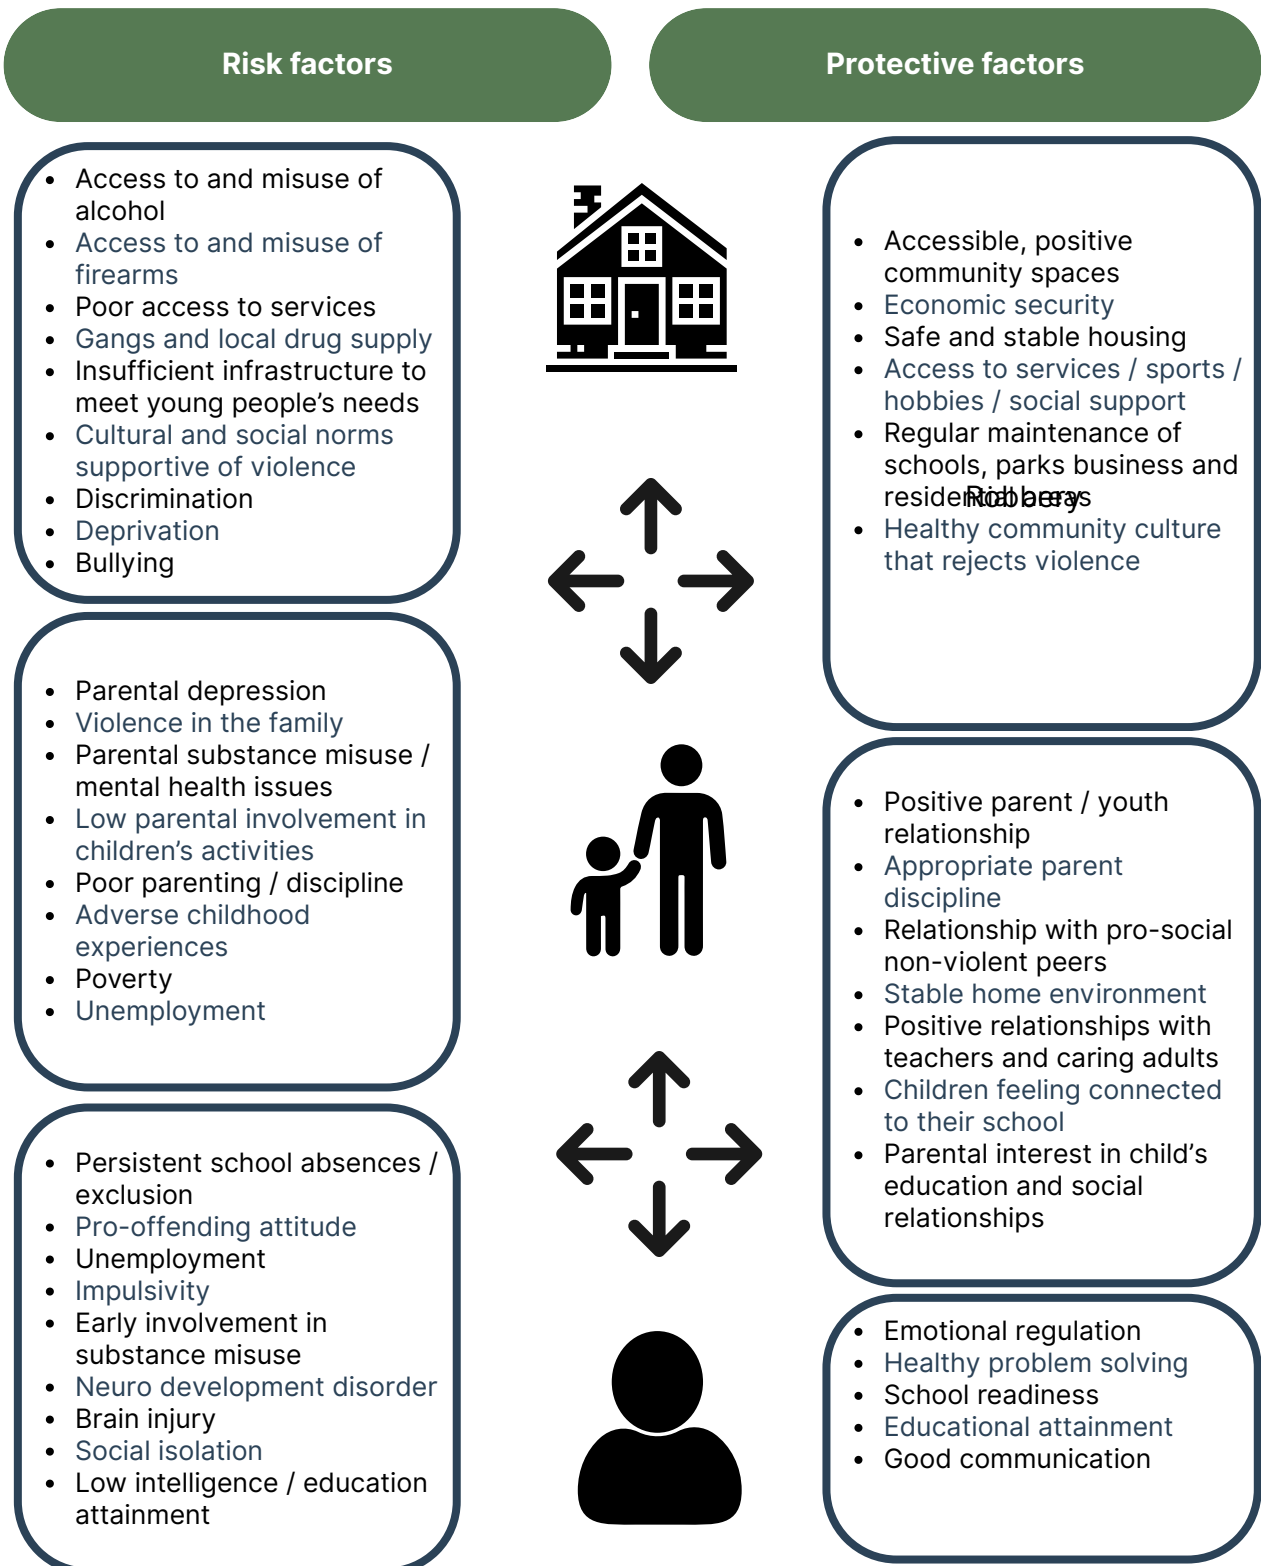 Risk factors
Protective factors
Access to and misuse of
alcohol
Access to and misuse of
firearms
Poor access to services
Gangs and local drug supply
Insufficient infrastructure to
meet young people’s needs
Cultural and social norms
supportive of violence
Discrimination
Deprivation
Bullying
Parental depression
Violence in the family
Parental substance misuse /
mental health issues
Low parental involvement in
children’s activities
Poor parenting / discipline
Adverse childhood
experiences
Poverty
Unemployment
Persistent school absences /
exclusion
Pro-offending attitude
Unemployment
Impulsivity
Early involvement in
substance misuse
Neuro development disorder
Brain injury
Social isolation
Low intelligence / education
attainment
Accessible, positive
community spaces
Economic security
Safe and stable housing
Access to services / sports /
hobbies / social support
Regular maintenance of
schools, parks business and
residential areas
Robbery
Healthy community culture
that rejects violence
Positive parent / youth
relationship
Appropriate parent
discipline
Relationship with pro-social
non-violent peers
Stable home environment
Positive relationships with
teachers and caring adults
Children feeling connected
to their school
Parental interest in child’s
education and social
relationships
Emotional regulation
Healthy problem solving
School readiness
Educational attainment
Good communication